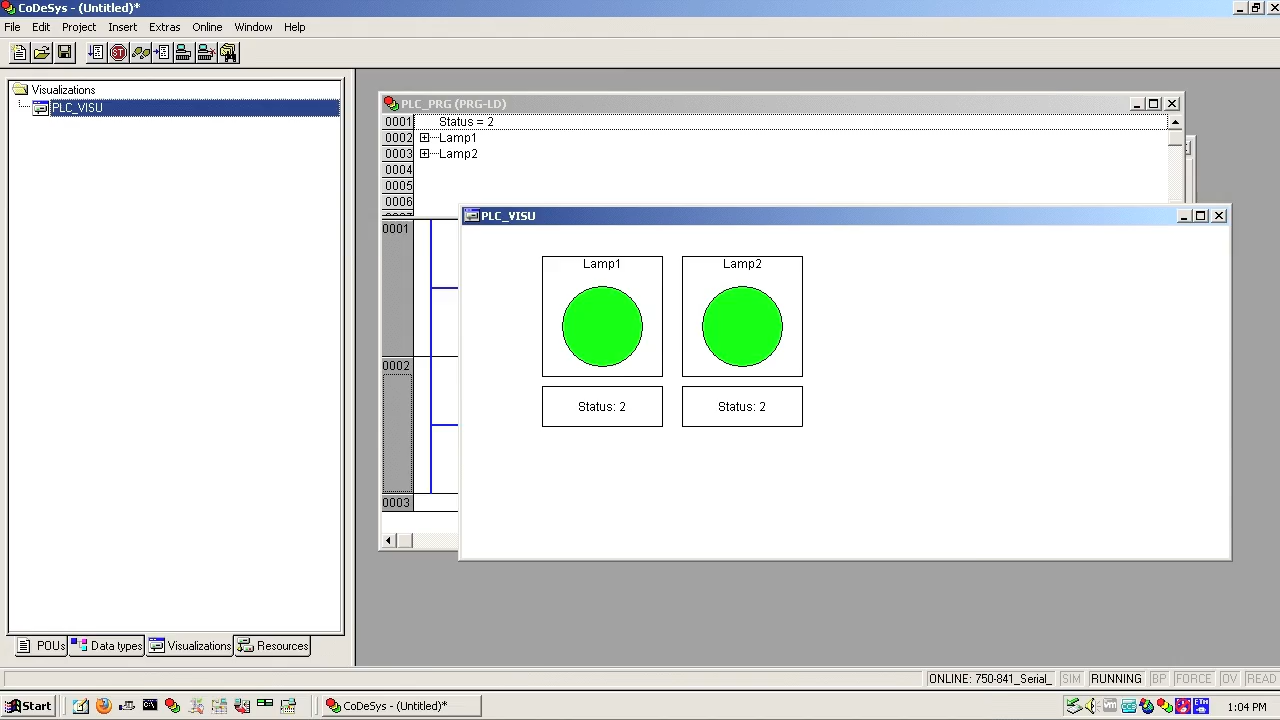 CoDeSys - (Untitled)*
File Edit Project Insert Extras Online Window Help
Visualizations
PLC_VISU
PLC_PRG (PRG-LD)
0001 Status = 2
0002 Lamp1
0003 Lamp2
0004
0005
0006
PLC_VISU
0001
Lamp1 Lamp2
0002
Status: 2 Status: 2
0003
POUs Data types Visualizations Resources
ONLINE: 750-841_Serial_ SIM RUNNING BP FORCE OV READ
Start CoDeSys - (Untitled)* 1:04 PM